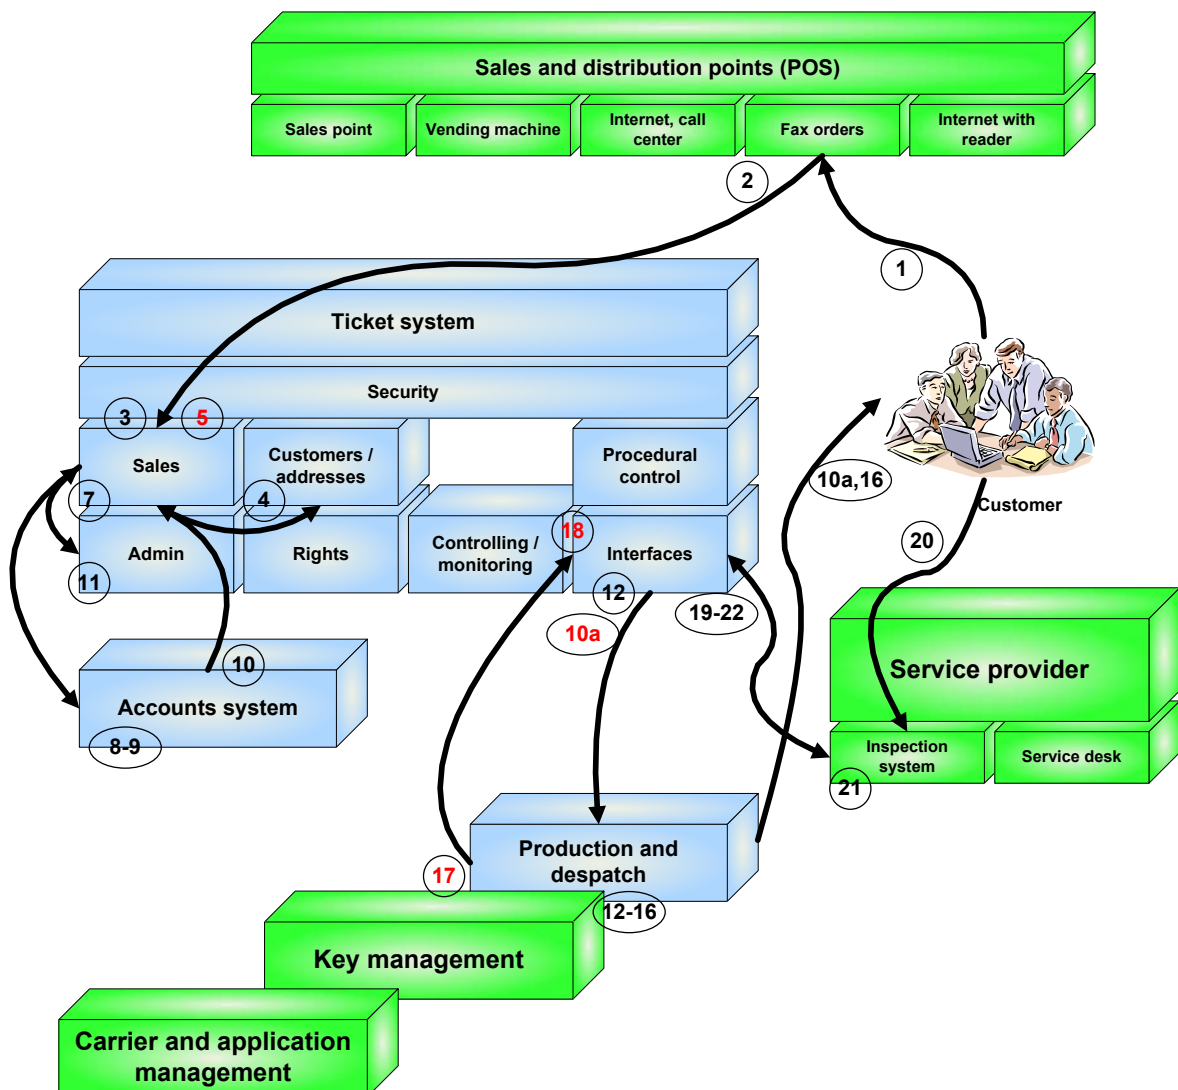 Sales and distribution points (POS)
Sales point
Vending machine
Internet, call
center
Fax orders
Internet with
reader
2
1
Ticket system
Security
3
5
Sales
Customers /
addresses
Procedural
control
10a,16
7
4
Customer
18
20
Admin
Rights
Controlling /
monitoring
Interfaces
11
12
19-22
10a
10
Service provider
Accounts system
8-9
Inspection
system
Service desk
21
Production and
despatch
17
12-16
Key management
Carrier and application
management